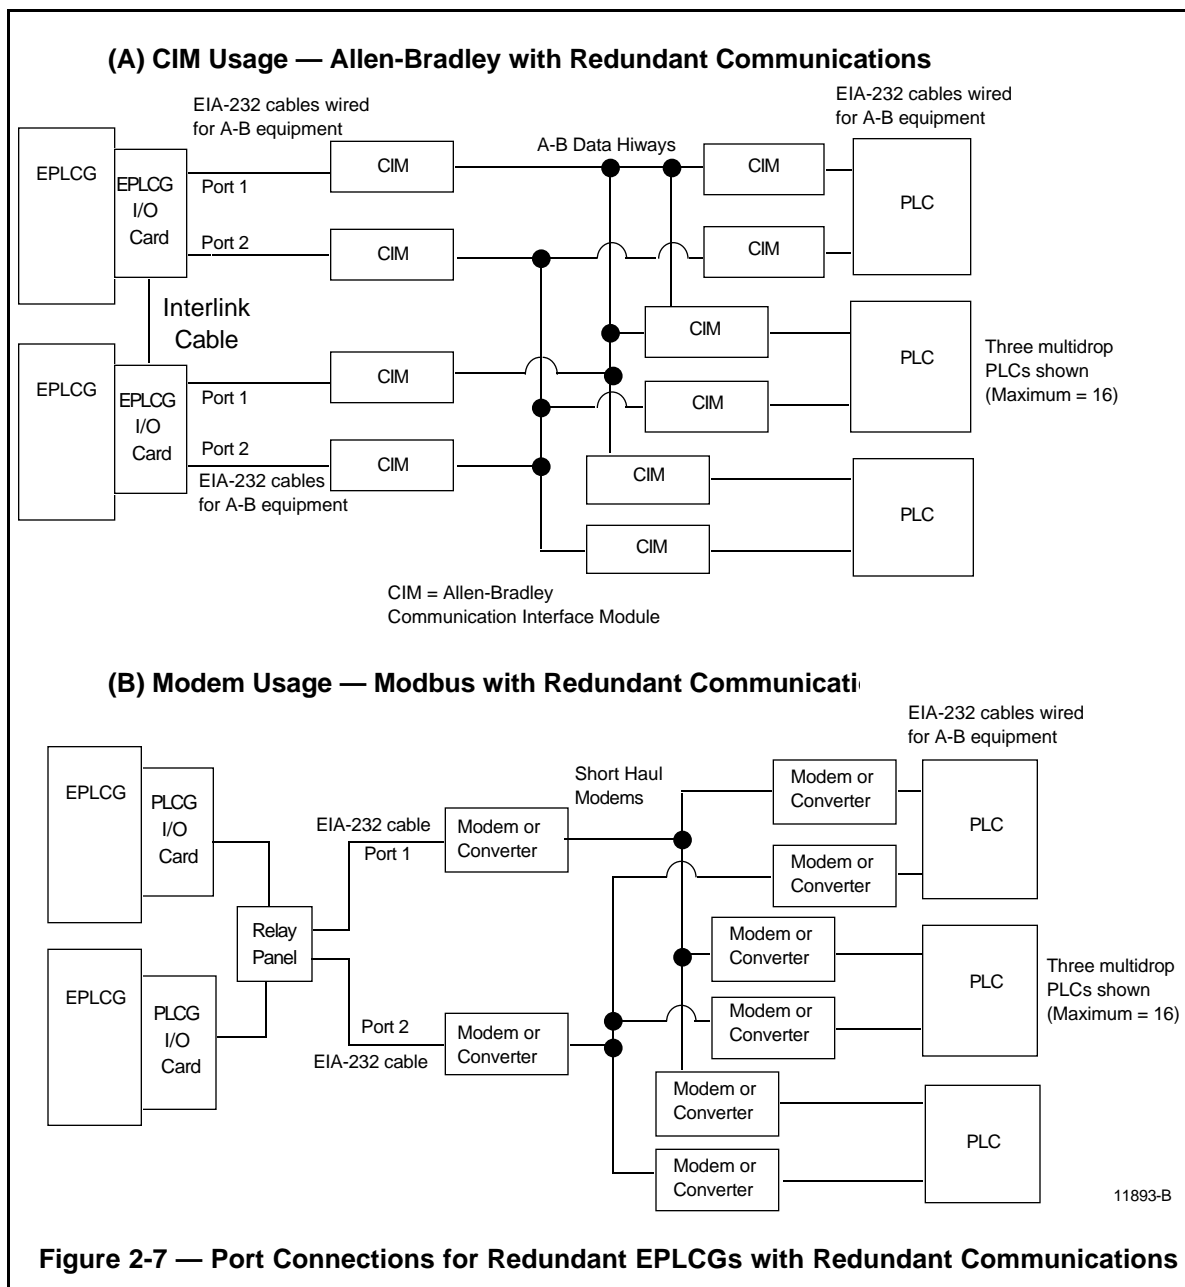 (A) CIM Usage — Allen-Bradley with Redundant Communications
EIA-232 cables wired
for A-B equipment
EIA-232 cables wired
for A-B equipment
EPLCG
EPLCG
I/O
Card
Port 1
Port 2
CIM
CIM
A-B Data Hiways
CIM
CIM
PLC
Interlink
Cable
EPLCG
EPLCG
I/O
Card
Port 1
Port 2
CIM
CIM
EIA-232 cables
for A-B equipment
CIM
CIM
PLC
Three multidrop
PLCs shown
(Maximum = 16)
CIM
CIM
PLC
CIM = Allen-Bradley
Communication Interface Module
(B) Modem Usage — Modbus with Redundant Communicati
EIA-232 cables wired
for A-B equipment
EPLCG
PLCG
I/O
Card
EIA-232 cable
Port 1
Modem or
Converter
Short Haul
Modems
Modem or
Converter
Modem or
Converter
PLC
Relay
Panel
EPLCG
PLCG
I/O
Card
Port 2
EIA-232 cable
Modem or
Converter
Modem or
Converter
Modem or
Converter
PLC
Three multidrop
PLCs shown
(Maximum = 16)
Modem or
Converter
Modem or
Converter
PLC
11893-B
Figure 2-7 — Port Connections for Redundant EPLCGs with Redundant Communications